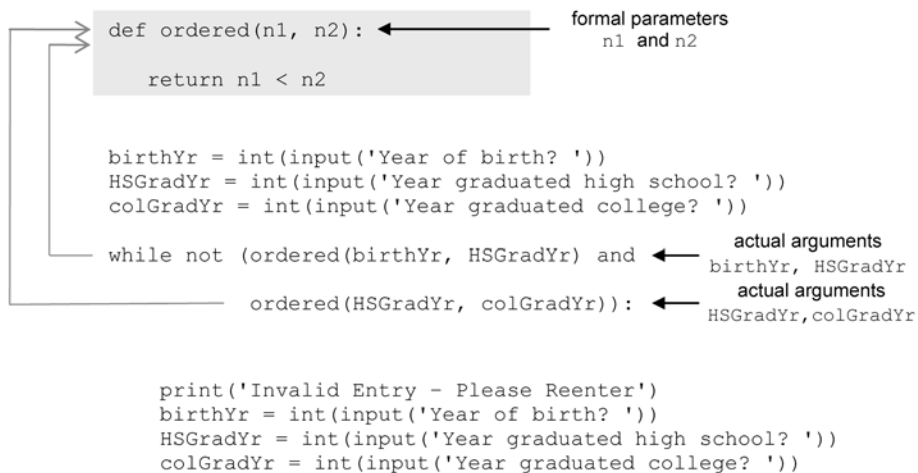 def ordered(n1, n2):
formal parameters
n1 and n2
return n1 < n2
birthYr = int(input('Year of birth? '))
HSGradYr = int(input('Year graduated high school? '))
colGradYr = int(input('Year graduated college? '))
while not (ordered(birthYr, HSGradYr) and
actual arguments
birthYr, HSGradYr
ordered(HSGradYr, colGradYr)):
actual arguments
HSGradYr,colGradYr
print('Invalid Entry – Please Reenter')
birthYr = int(input('Year of birth? '))
HSGradYr = int(input('Year graduated high school? '))
colGradYr = int(input('Year graduated college? '))